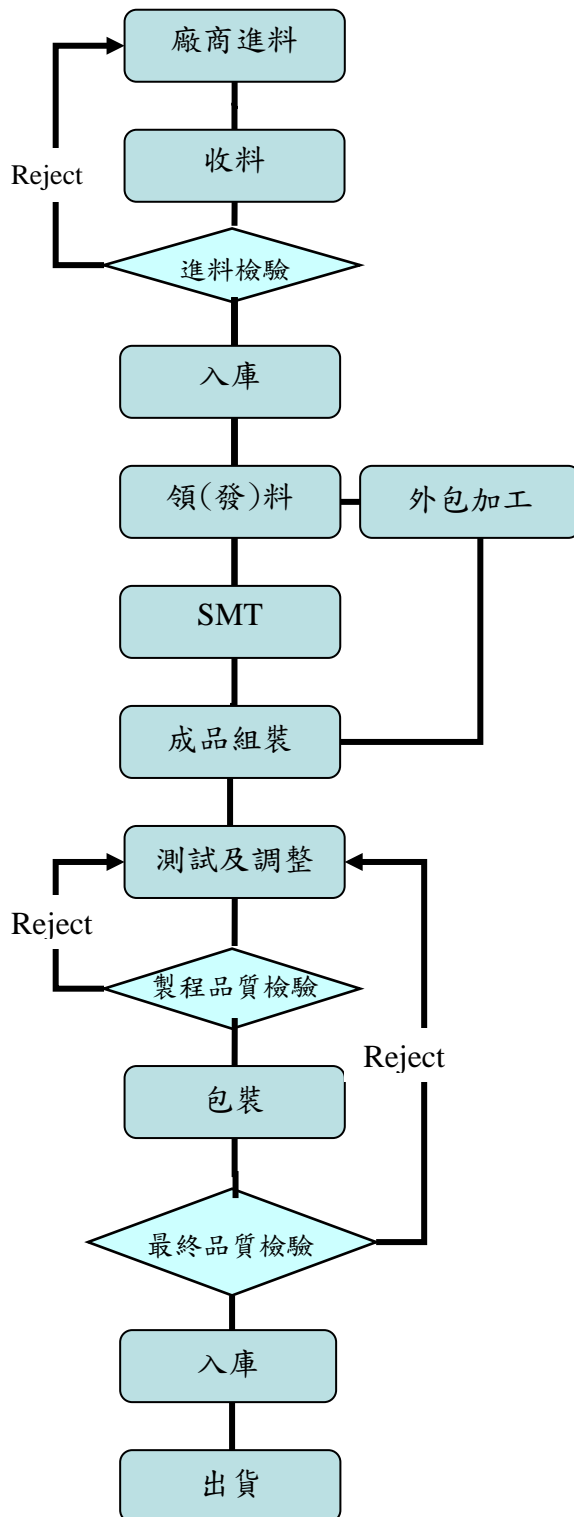 廠商進料
收料
Reject
進料檢驗
入庫
領(發)料
外包加工
SMT
成品組裝
測試及調整
Reject
製程品質檢驗
Reject
包裝
最終品質檢驗
入庫
出貨